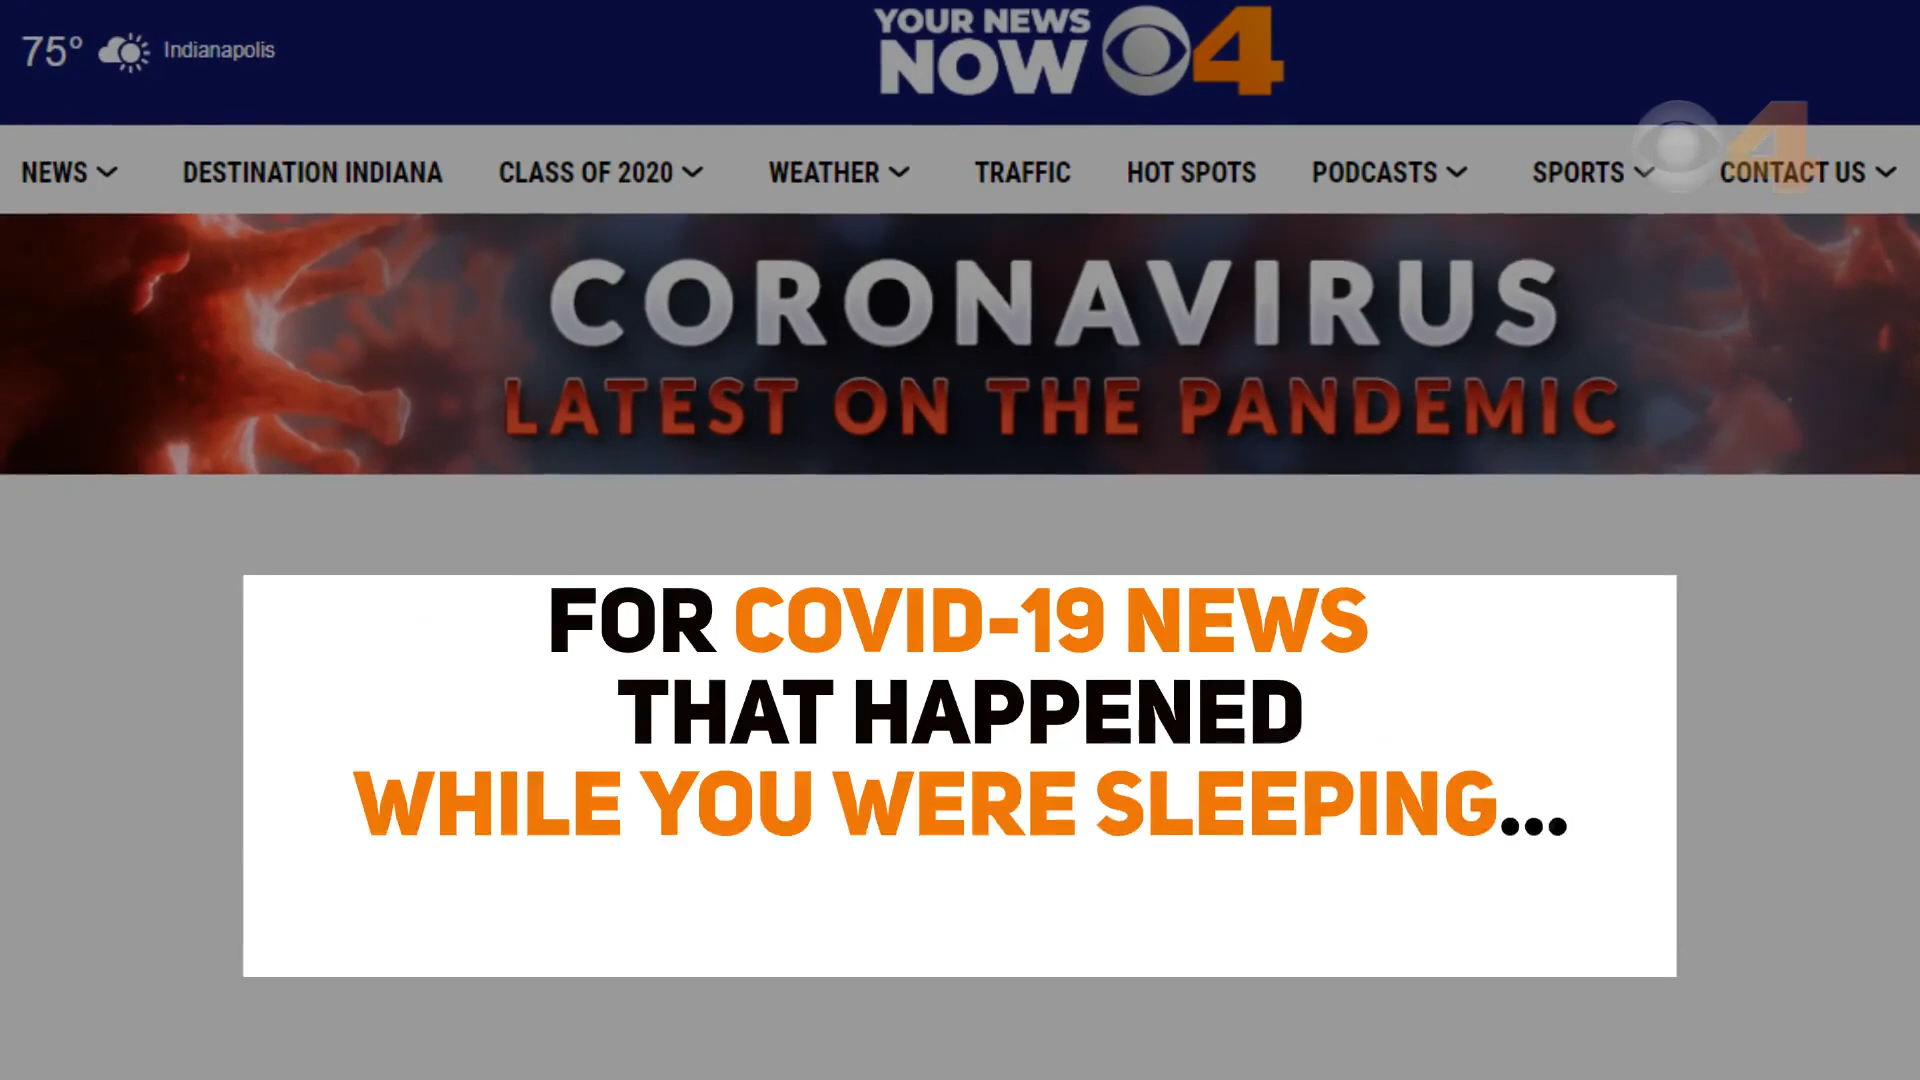 75° Indianapolis
YOUR NEWS
NOW 4
4
NEWS DESTINATION INDIANA CLASS OF 2020 WEATHER TRAFFIC HOT SPOTS PODCASTS SPORTS CONTACT US
CORONAVIRUS
LATEST ON THE PANDEMIC
FOR COVID-19 NEWS
THAT HAPPENED
WHILE YOU WERE SLEEPING...